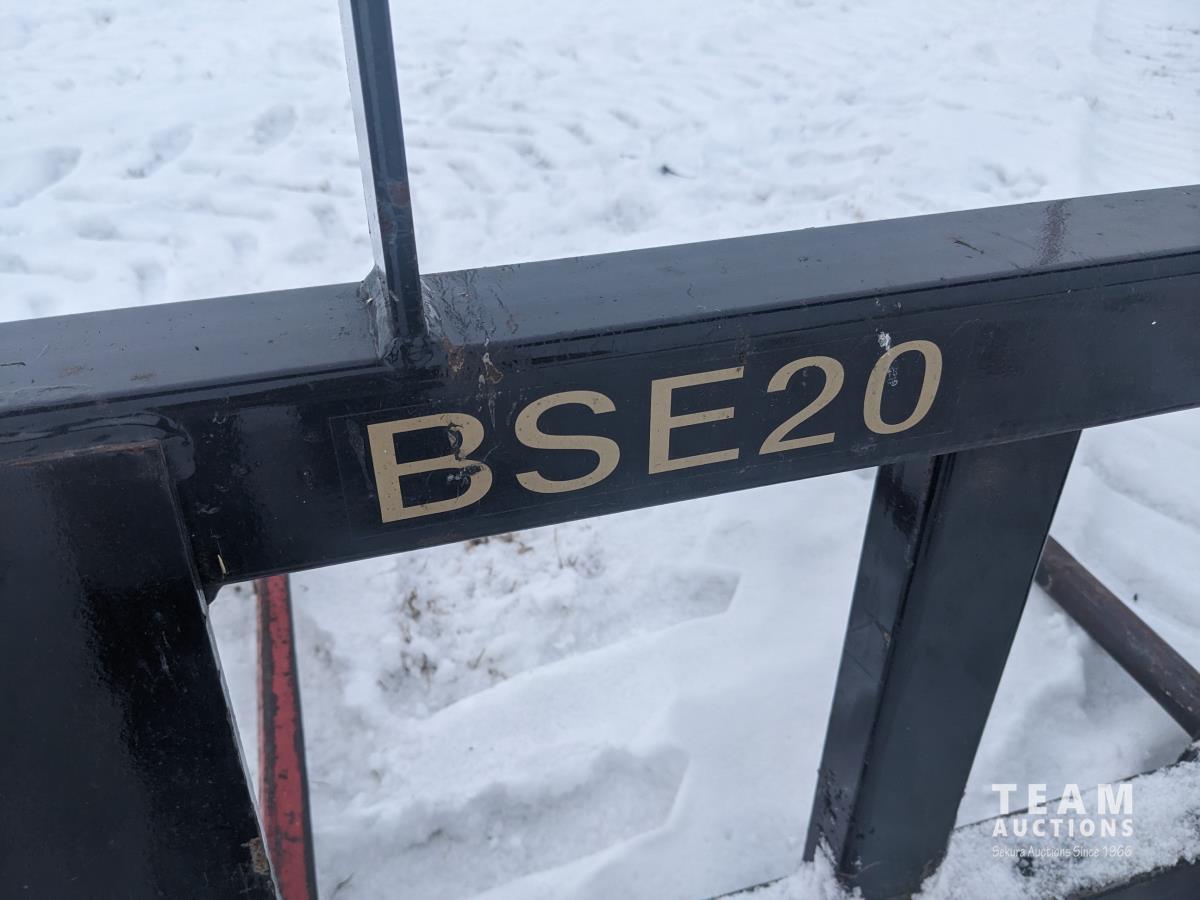 BSE20
TEAM
AUCTIONS
Sekura Auctions Since 1966